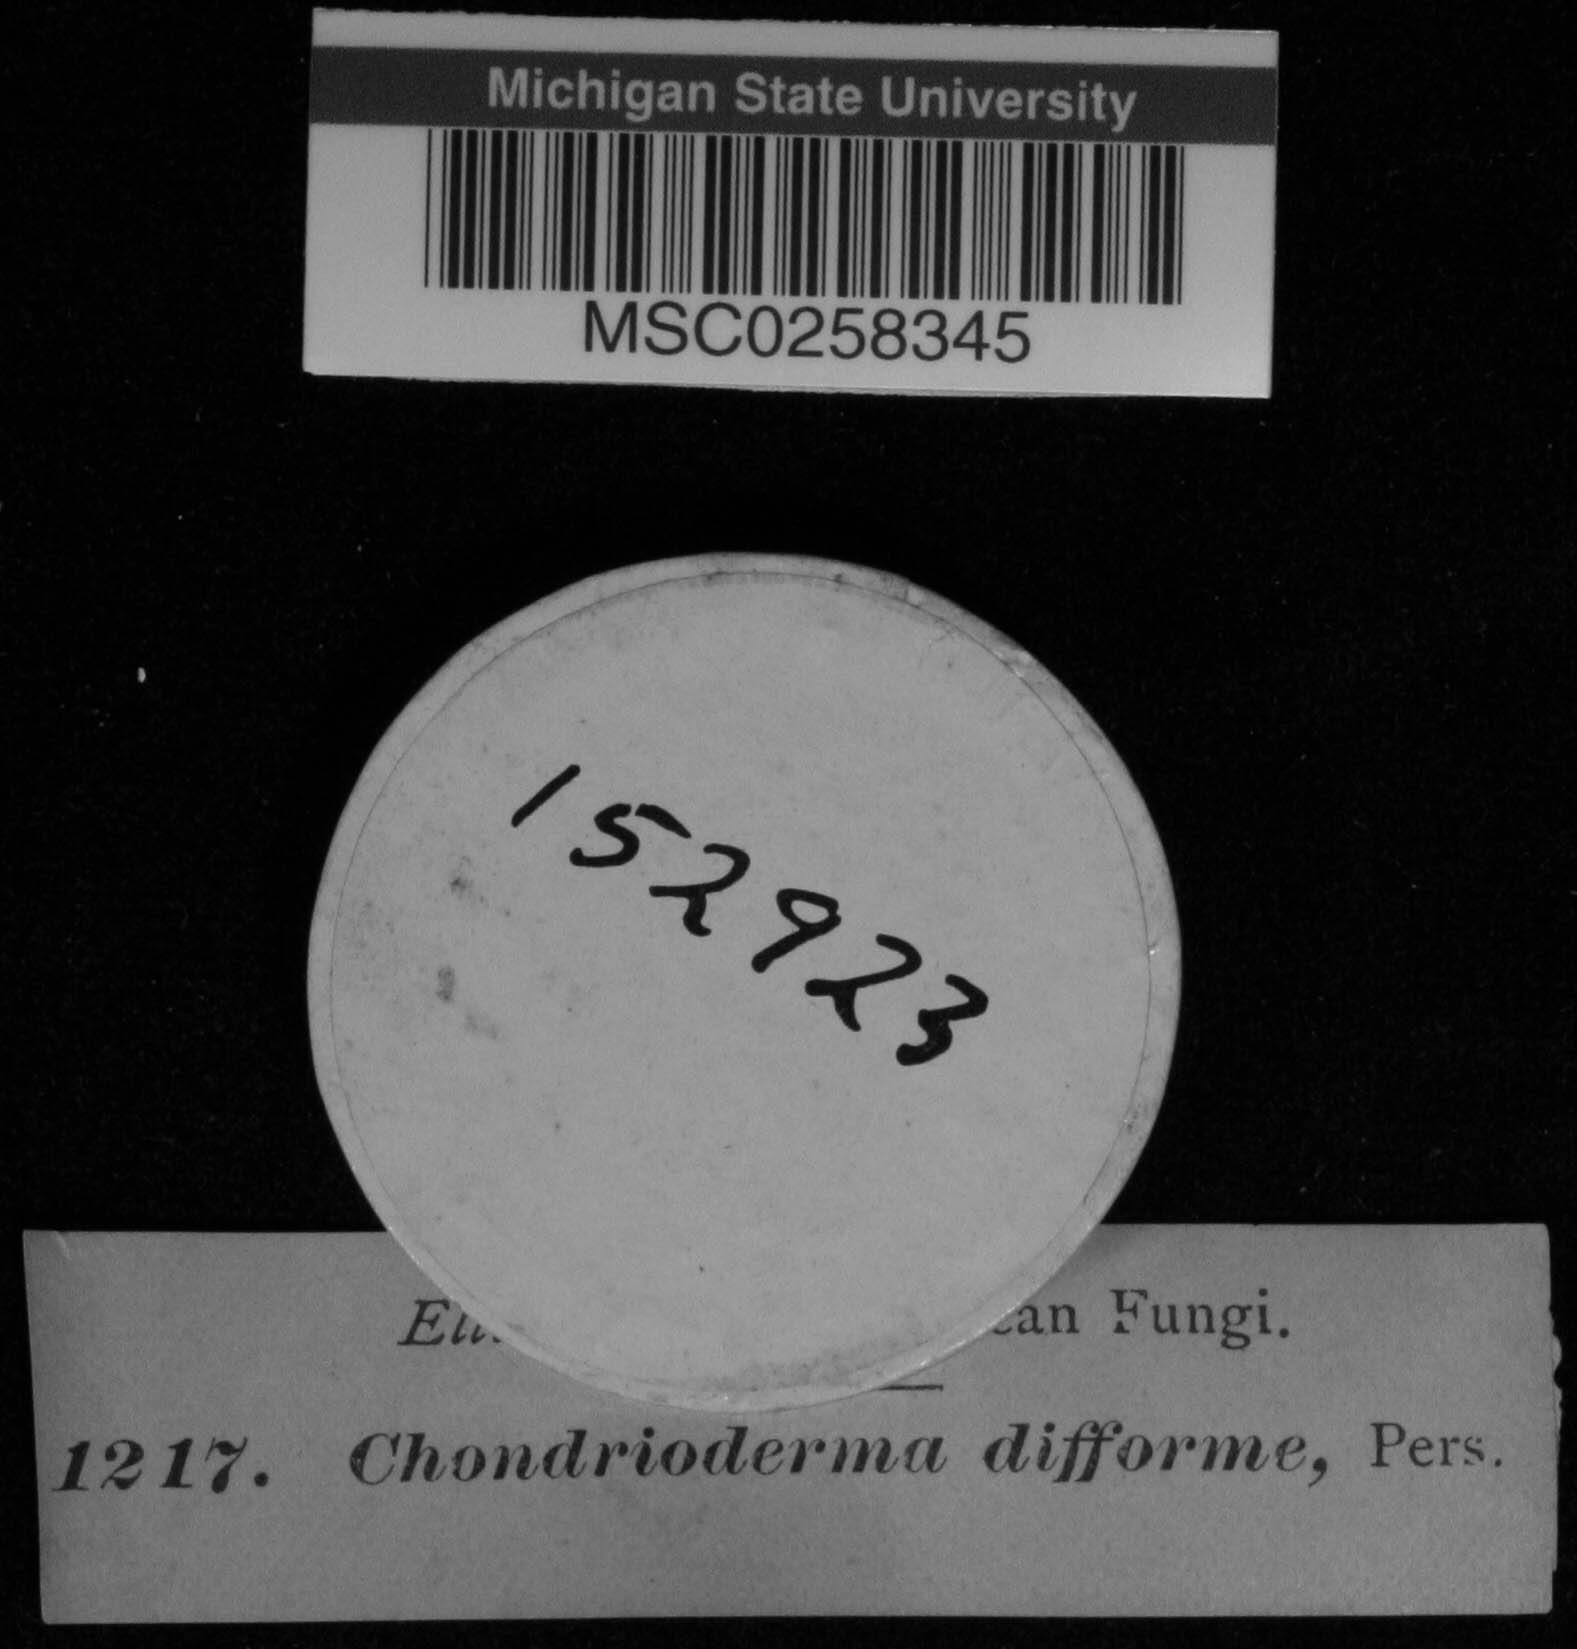 Michigan State University
MSC0258345
152923
Fungi.
1217. Chondrioderma difforme, Pers.